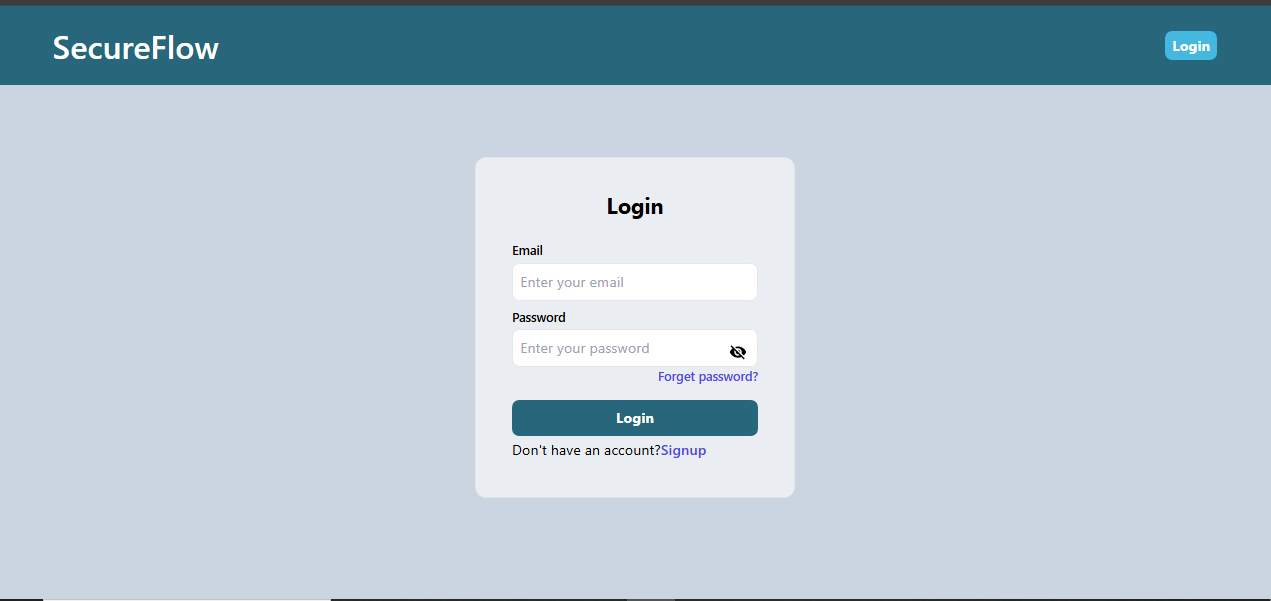 SecureFlow
Login
Login
Email
Enter your email
Password
Enter your password
Forget password?
Login
Don't have an account?Signup